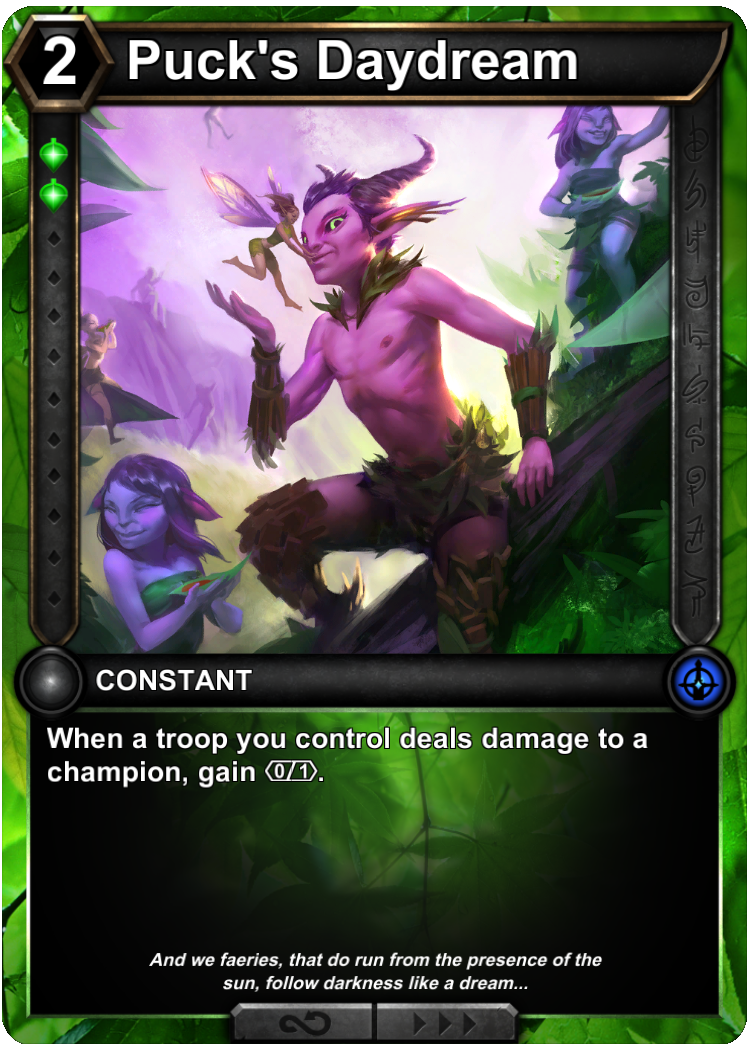 2 Puck's Daydream
CONSTANT
When a troop you control deals damage to a
champion, gain 0/1.
And we faeries, that do run from the presence of the
sun, follow darkness like a dream...